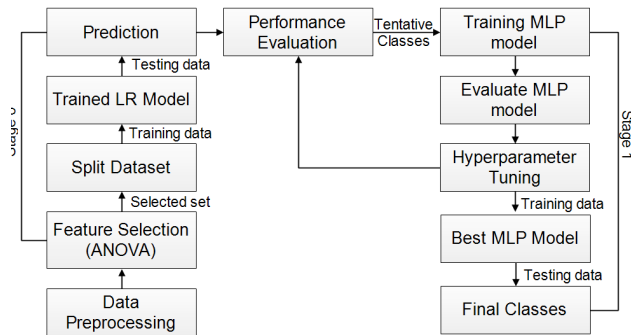 Prediction
Testing data
Trained LR Model
Training data
Split Dataset
Selected set
Feature Selection
(ANOVA)
Data
Preprocessing
Performance
Evaluation
Tentative
Classes
Training MLP
model
Evaluate MLP
model
Hyperparameter
Tuning
Training data
Best MLP Model
Testing data
Final Classes
Stage 1